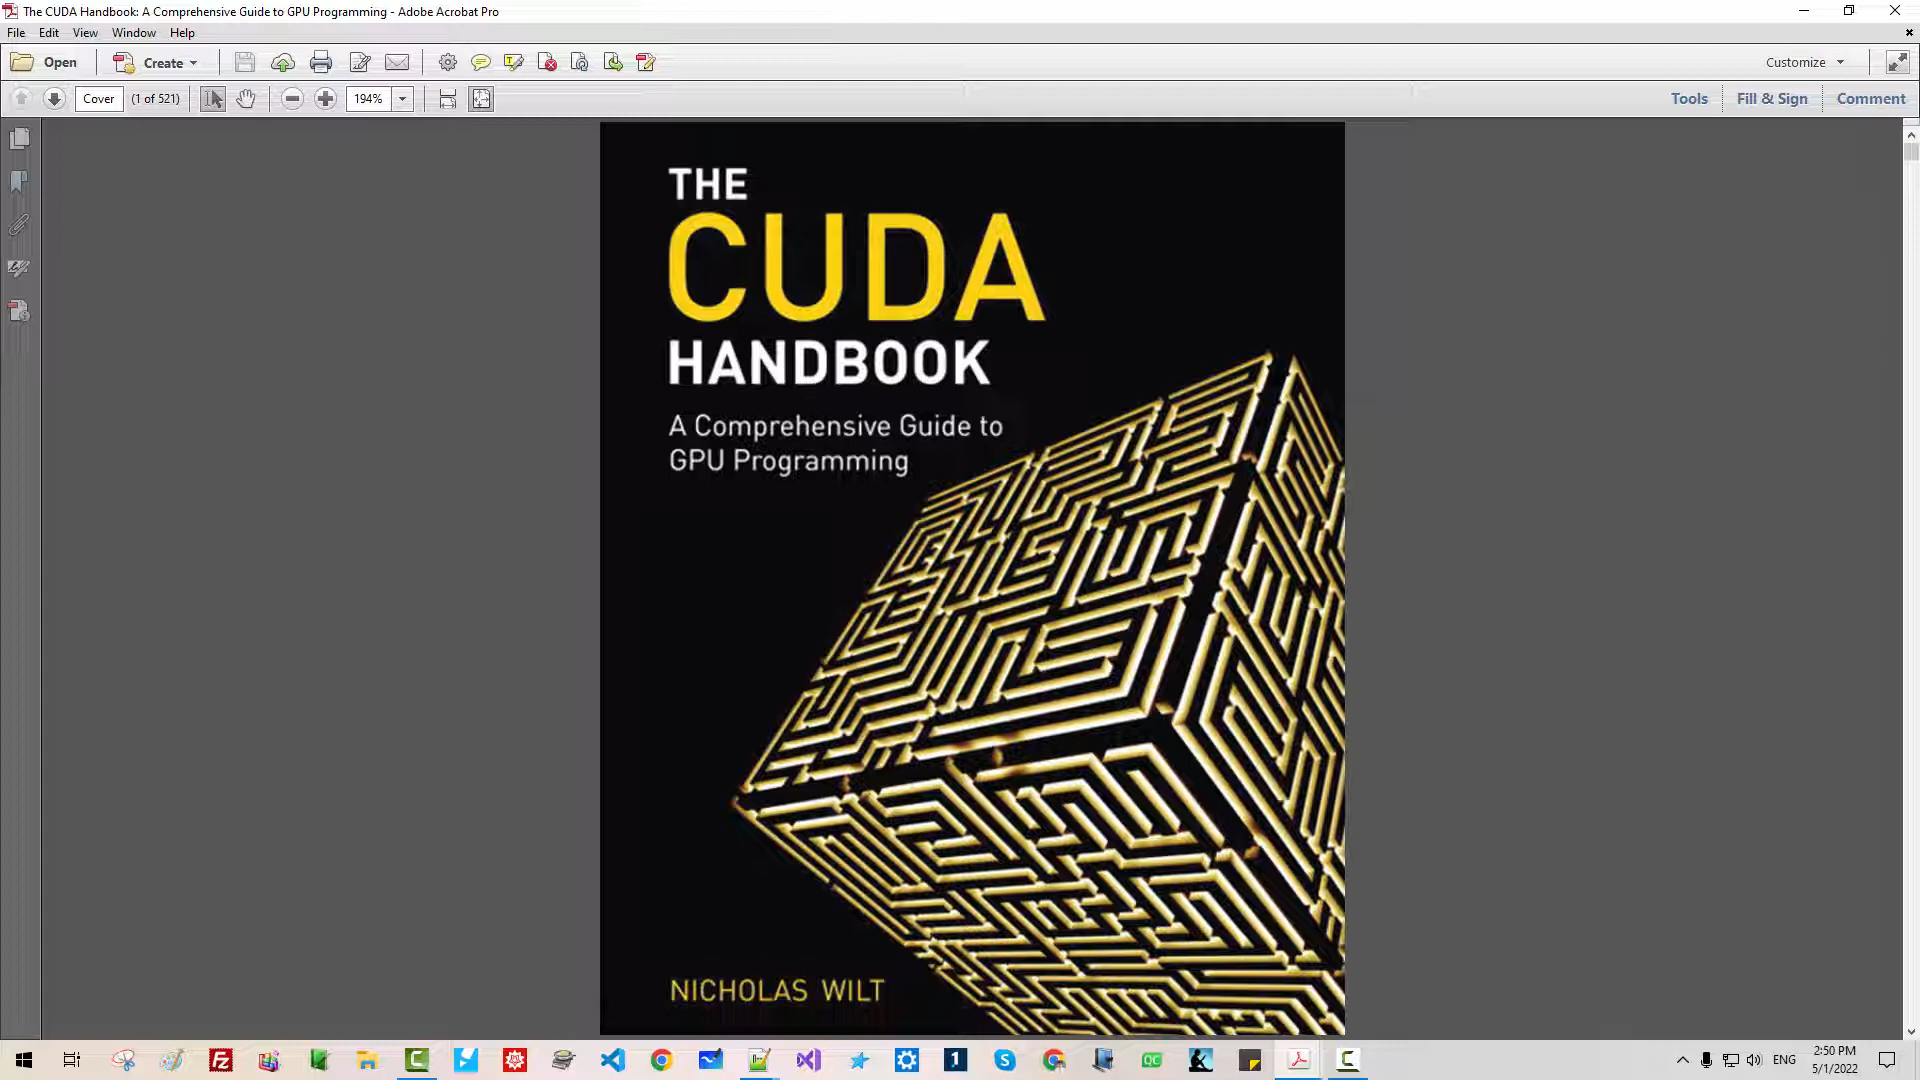 The CUDA Handbook: A Comprehensive Guide to GPU Programming - Adobe Acrobat Pro
File Edit View Window Help
Open Create Customize
Cover (1 of 521) 194% Tools Fill & Sign Comment
THE
CUDA
HANDBOOK
A Comprehensive Guide to
GPU Programming
NICHOLAS WILT
ENG 2:50 PM
5/1/2022